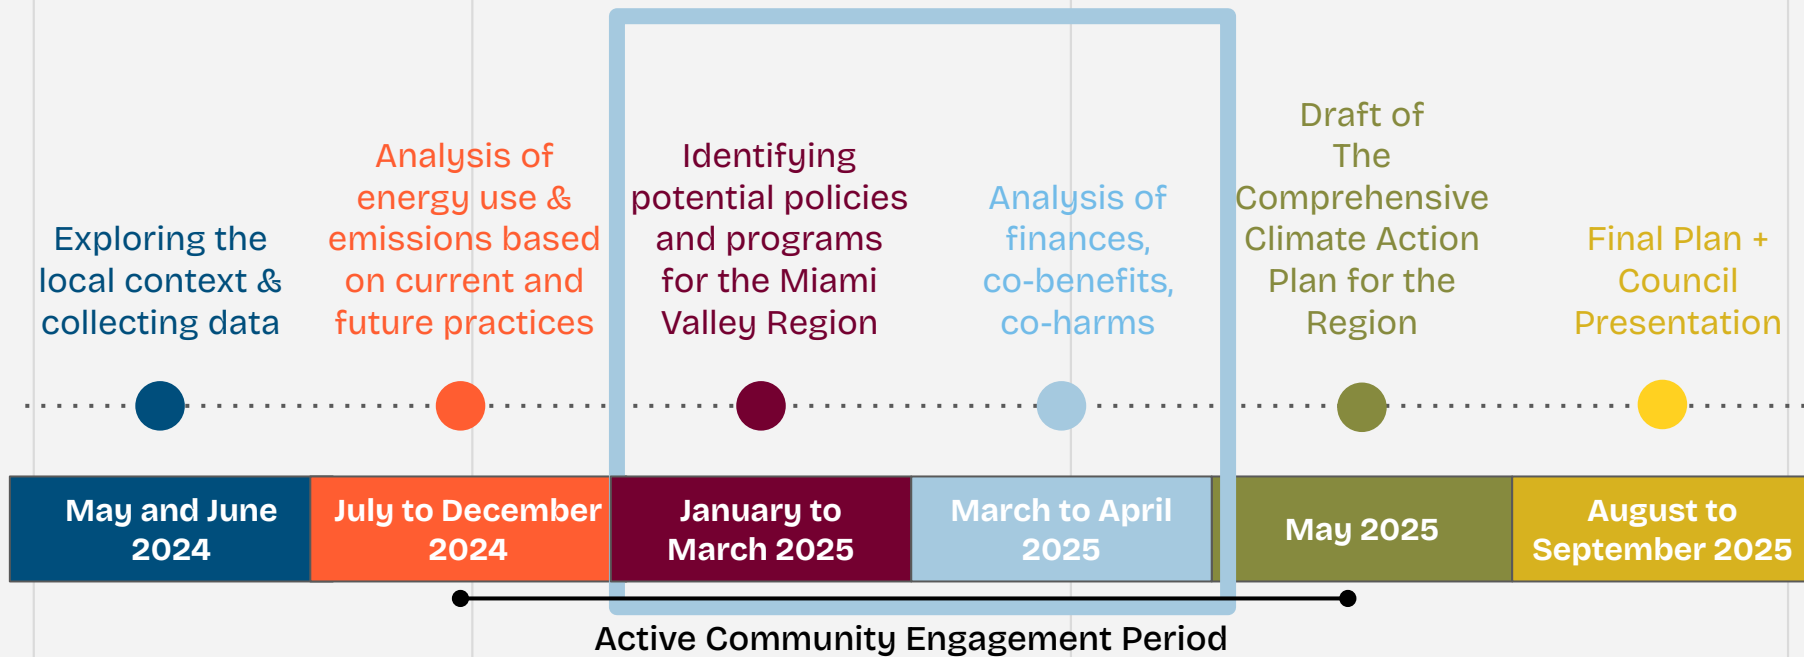 Exploring the
local context &
collecting data
Analysis of
energy use &
emissions based
on current and
future practices
Identifying
potential policies
and programs
for the Miami
Valley Region
Analysis of
finances,
co-benefits,
co-harms
Draft of
The
Comprehensive
Climate Action
Plan for the
Region
Final Plan +
Council
Presentation
May and June
2024
July to December
2024
January to
March 2025
March to April
2025
May 2025
August to
September 2025
Active Community Engagement Period